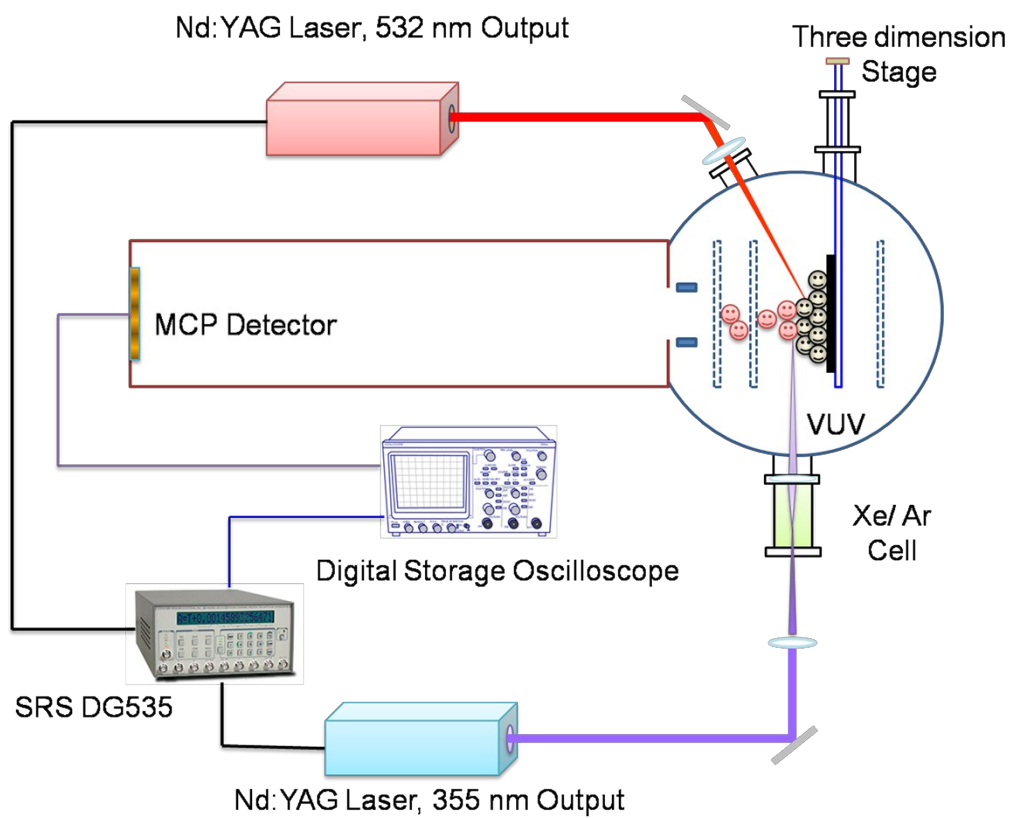 Nd:YAG Laser, 532 nm Output
Three dimension
Stage
MCP Detector
VUV
Xe/ Ar
Cell
Digital Storage Oscilloscope
SRS DG535
Nd:YAG Laser, 355 nm Output